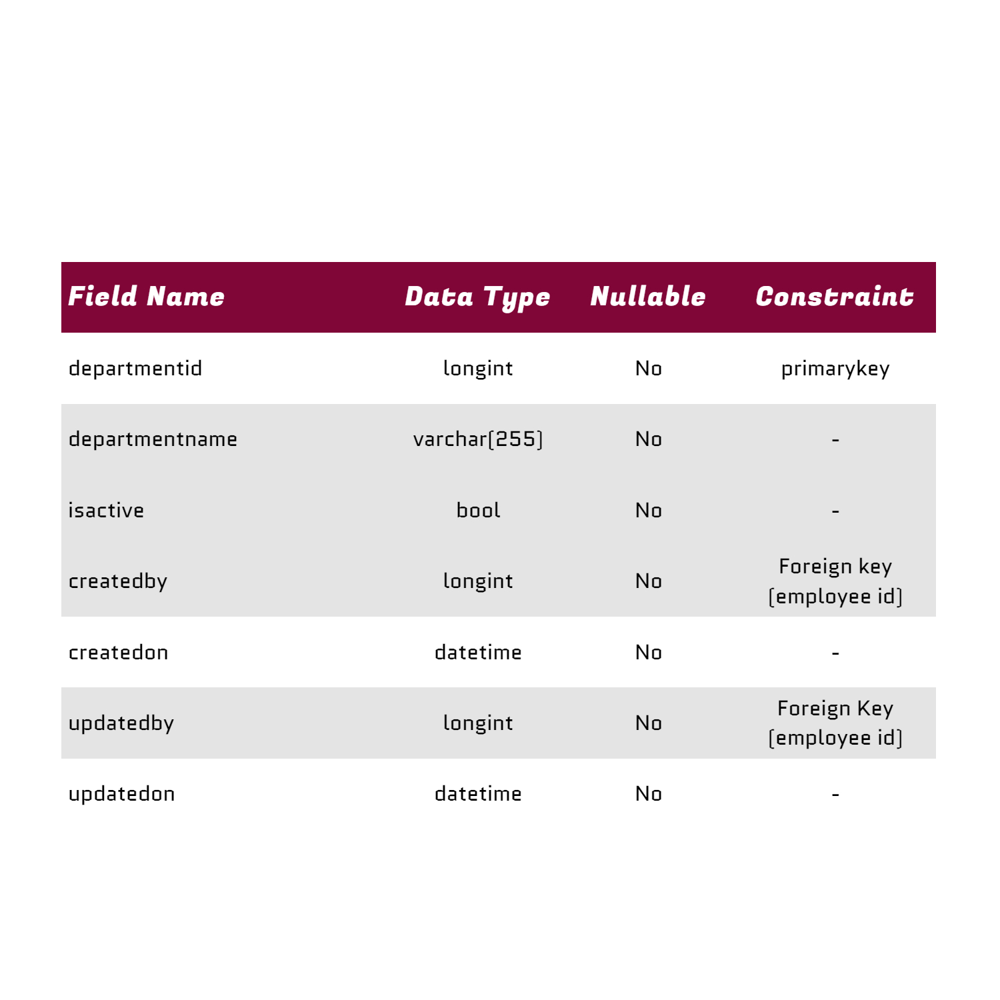 Field Name Data Type Nullable Constraint
departmentid longint No primarykey
departmentname varchar(255) No -
isactive bool No -
createdby longint No Foreign key
(employee id)
createdon datetime No -
updatedby longint No Foreign Key
(employee id)
updatedon datetime No -